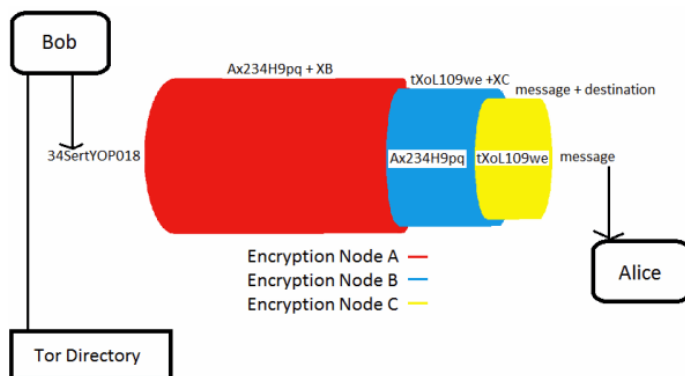 Bob
Ax234H9pq + XB
tXoL109we +XC
message + destination
34SertYOP018
Ax234H9pq
tXoL109we
message
Encryption Node A
Encryption Node B
Encryption Node C
Alice
Tor Directory